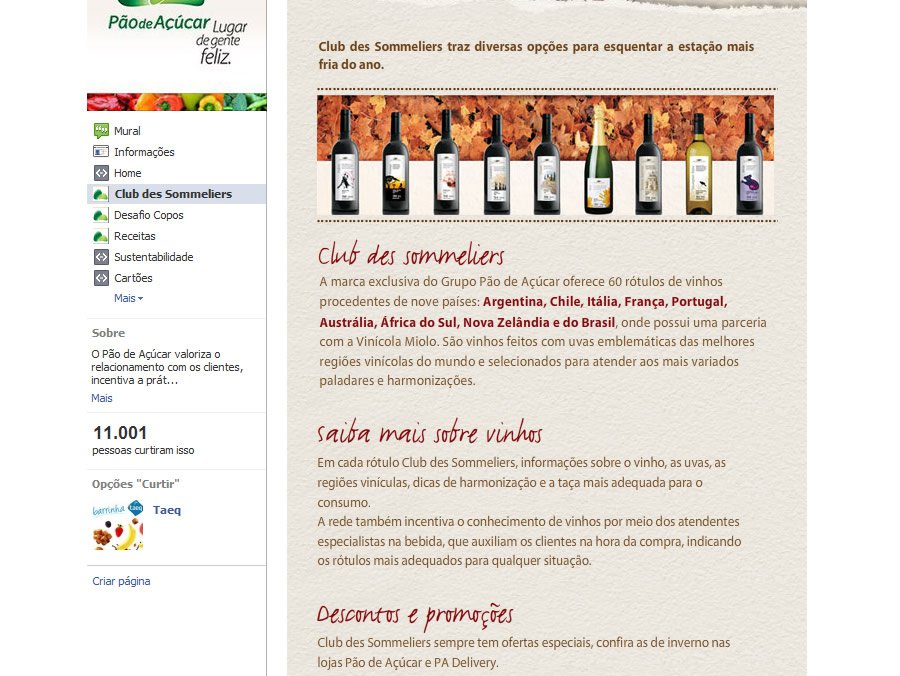 Pão de Açúcar Lugar
de gente
feliz.
Mural
Informações
Home
Club des Sommeliers
Desafio Copos
Receitas
Sustentabilidade
Cartões
Mais
Sobre
O Pão de Açúcar valoriza o
relacionamento com os clientes,
incentiva a prát...
Mais
11.001
pessoas curtiram isso
Opções "Curtir"
barrinha taeq
Taeq
Criar página
Club des Sommeliers traz diversas opções para esquentar a estação mais
fria do ano.
Club des sommeliers
A marca exclusiva do Grupo Pão de Açúcar oferece 60 rótulos de vinhos
procedentes de nove países: Argentina, Chile, Itália, França, Portugal,
Austrália, África do Sul, Nova Zelândia e do Brasil, onde possui uma parceria
com a Vinícola Miolo. São vinhos feitos com uvas emblemáticas das melhores
regiões vinícolas do mundo e selecionados para atender aos mais variados
paladares e harmonizações.
Saiba mais sobre vinhos
Em cada rótulo Club des Sommeliers, informações sobre o vinho, as uvas, as
regiões vinículas, dicas de harmonização e a taça mais adequada para o
consumo.
A rede também incentiva o conhecimento de vinhos por meio dos atendentes
especialistas na bebida, que auxiliam os clientes na hora da compra, indicando
os rótulos mais adequados para qualquer situação.
Descontos e promoções
Club des Sommeliers sempre tem ofertas especiais, confira as de inverno nas
lojas Pão de Açúcar e PA Delivery.